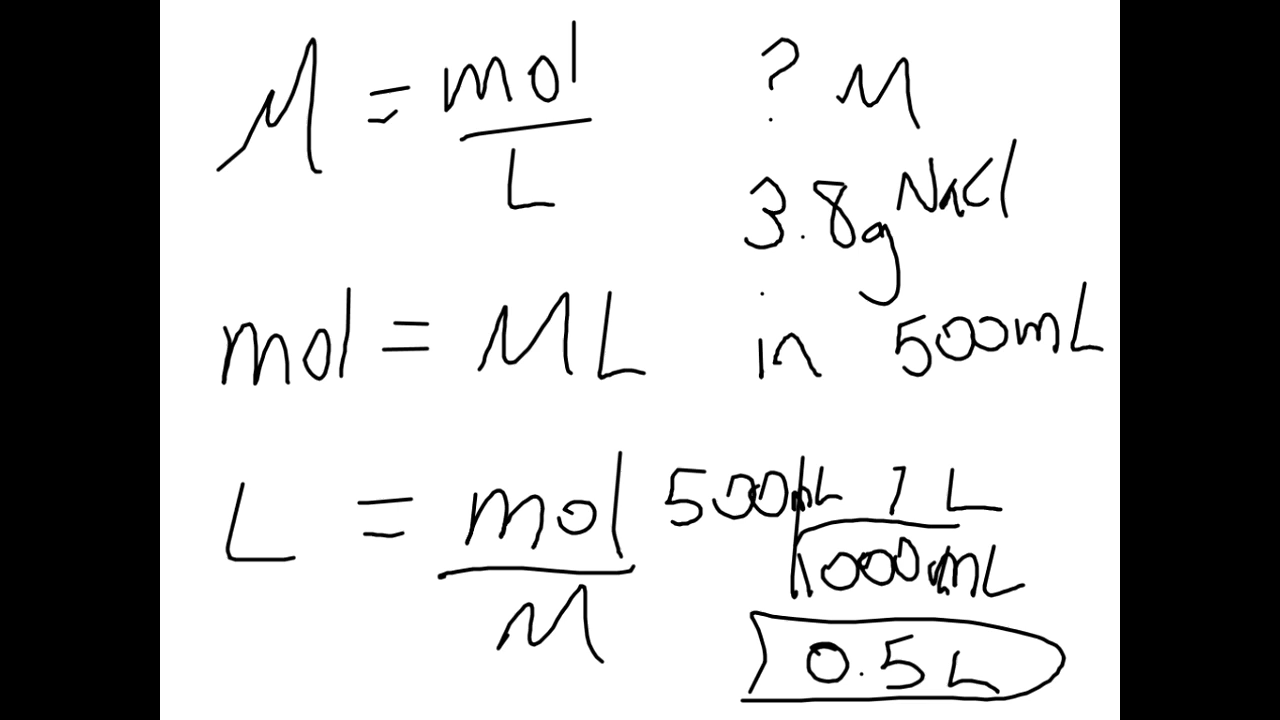 M = mol
L
mol = ML
L = mol
M
? M
3.8g NaCl
in 500mL
500mL 1 L
1000mL
0.5L